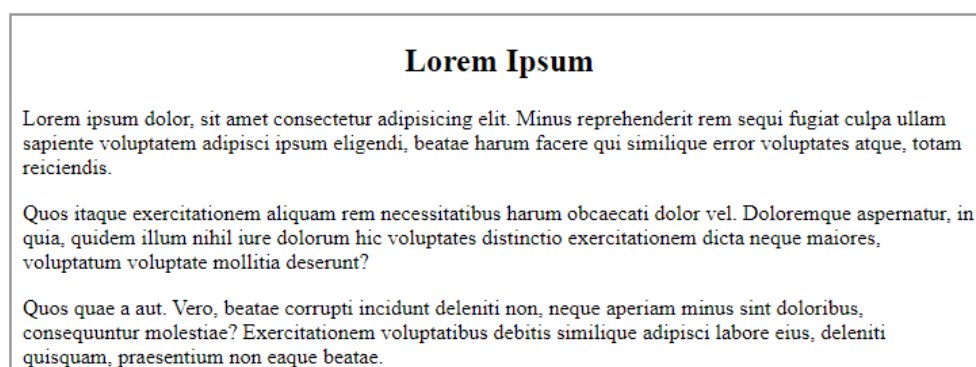 Lorem Ipsum
Lorem ipsum dolor, sit amet consectetur adipisicing elit. Minus reprehenderit rem sequi fugiat culpa ullam
sapiente voluptatem adipisci ipsum eligendi, beatae harum facere qui similique error voluptates atque, totam
reiciendis.
Quos itaque exercitationem aliquam rem necessitatibus harum obcaecati dolor vel. Doloremque aspernatur, in
quia, quidem illum nihil iure dolorum hic voluptates distinctio exercitationem dicta neque maiores,
voluptatum voluptate mollitia deserunt?
Quos quae a aut. Vero, beatae corrupti incidunt deleniti non, neque aperiam minus sint doloribus,
consequuntur molestiae? Exercitationem voluptatibus debitis similique adipisci labore eius, deleniti
quisquam, praesentium non eaque beatae.